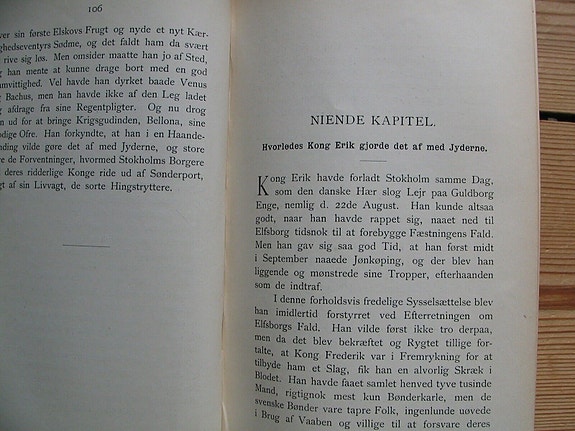 106
ver sin første Elskovs Frugt og nyde et nyt Kær-
ghedseventyrs Sødme, og det faldt ham da svært
rive sig løs. Men omsider maatte han jo af Sted,
g han mente at kunne drage bort med en god
mvittighed. Vel havde han dyrket baade Venus
g Bachus, men han havde ikke af den Leg ladet
g afdrage fra sine Regentpligter. Og nu drog
n ud for at bringe Krigsgudinden, Bellona, sine
odige Ofre. Han forkyndte, at han i en Haande-
nding vilde gøre det af med Jyderne, og store
re de Forventninger, hvormed Stokholms Borgere
deres ridderlige Konge ride ud af Sønderport,
gt af sin Livvagt, de sorte Hingstryttere.
NIENDE KAPITEL.
Hvorledes Kong Erik gjorde det af med Jyderne.
Kong Erik havde forladt Stokholm samme Dag,
som den danske Hær slog Lejr paa Guldborg
Enge, nemlig d. 22de August. Han kunde altsaa
godt, naar han havde rappet sig, naaet ned til
Elfsborg tidsnok til at forebygge Fæstningens Fald.
Men han gav sig saa god Tid, at han først midt
i September naaede Jønkøping, og der blev han
liggende og mønstrede sine Tropper, efterhaanden
som de indtraf.
I denne forholdsvis fredelige Sysselsættelse blev
han imidlertid forstyrret ved Efterretningen om
Elfsborgs Fald. Han vilde først ikke tro derpaa,
men da det blev bekræftet og Rygtet tillige for-
talte, at Kong Frederik var i Fremrykning for at
tilbyde ham et Slag, fik han en alvorlig Skræk i
Blodet. Han havde faaet samlet henved tyve tusinde
Mand, rigtignok mest kun Bønderkarle, men de
svenske Bønder vare tapre Folk, ingenlunde uøvede
i Brug af Vaaben og villige til at forsvare deres